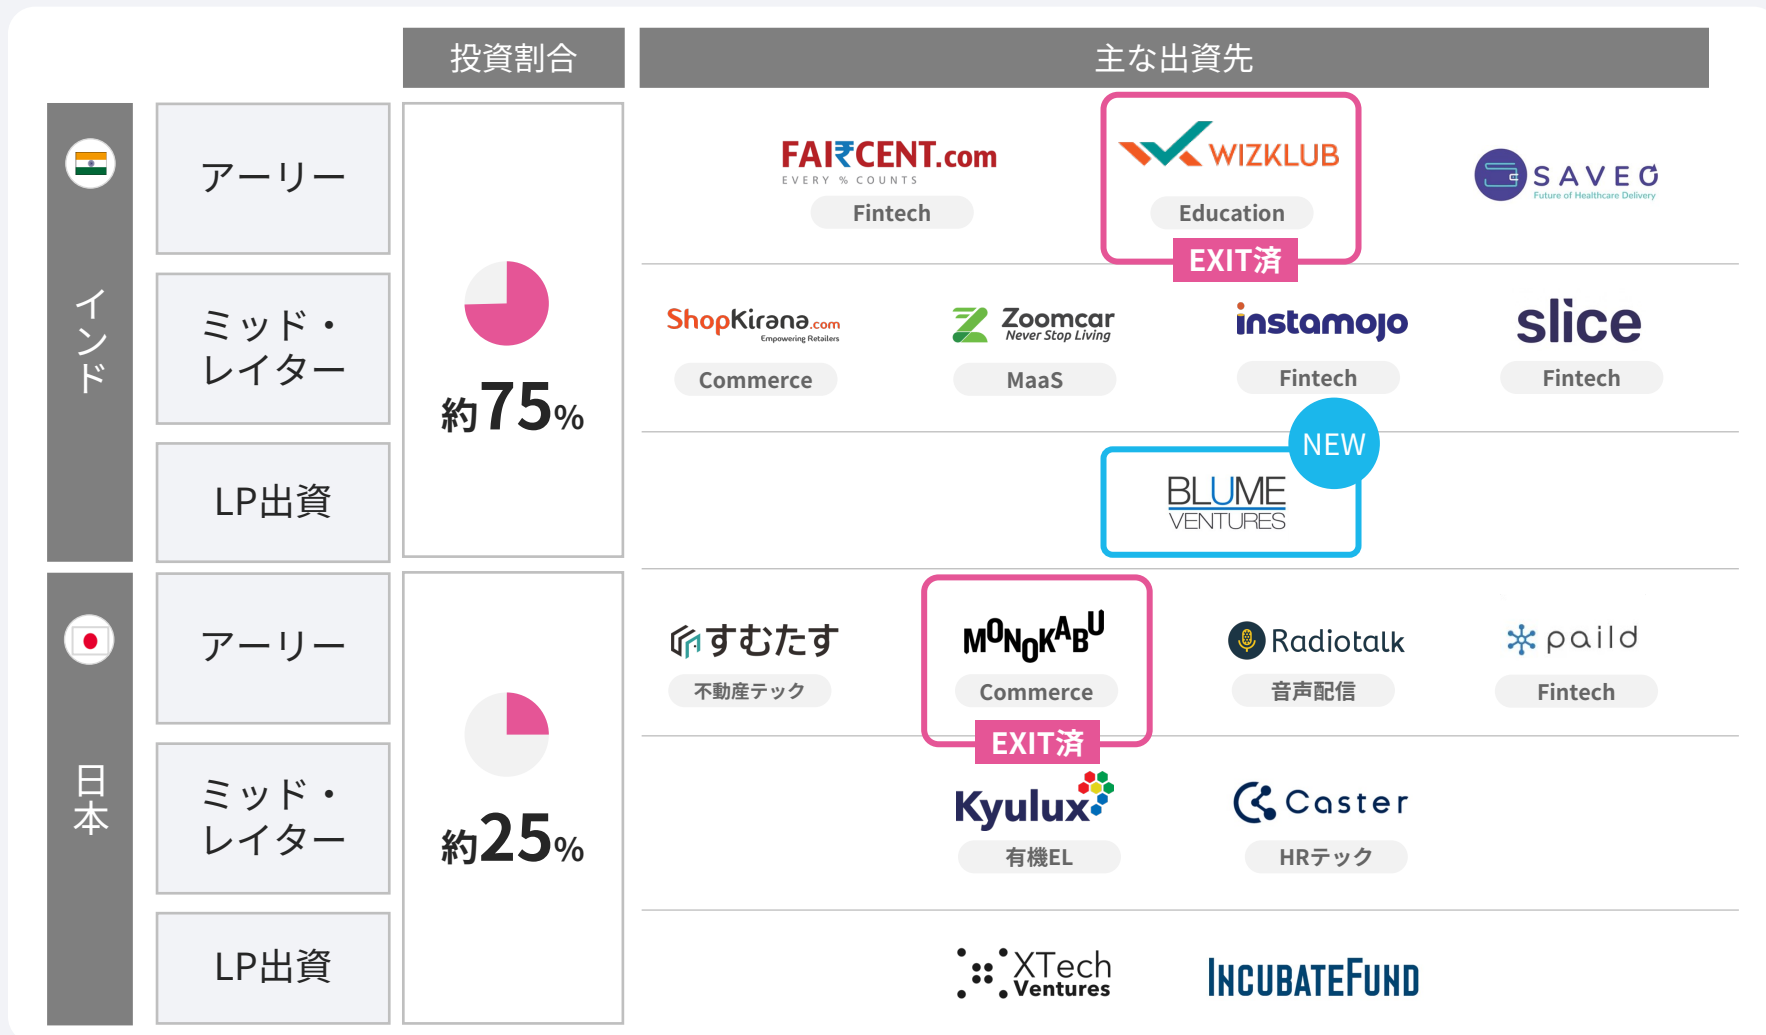 投資割合
主な出資先
インド
アーリー
FAIRCENT.com
EVERY % COUNTS
Fintech
WIZKLUB
Education
EXIT済
SAVEO
Future of Healthcare Delivery
ミッド・
レイター
約75%
ShopKirana.com
Empowering Retailers
Commerce
Zoomcar
Never Stop Living
MaaS
instamojo
Fintech
slice
Fintech
LP出資
NEW
BLUME
VENTURES
日本
アーリー
すむたす
不動産テック
MONOKABU
Commerce
EXIT済
Radiotalk
音声配信
paild
Fintech
ミッド・
レイター
約25%
Kyulux
有機EL
Caster
HRテック
LP出資
XTech
Ventures
INCUBATEFUND